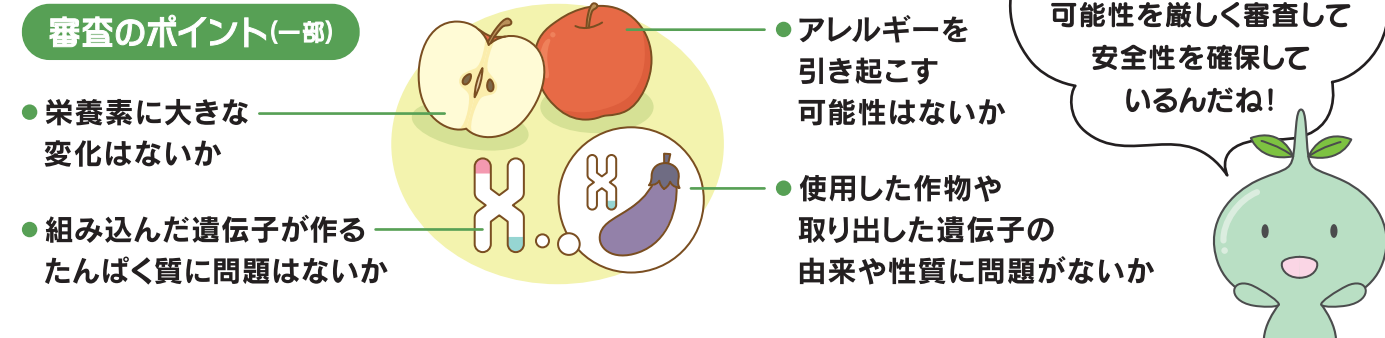 審査のポイント(一部)
栄養素に大きな
変化はないか
組み込んだ遺伝子が作る
たんぱく質に問題はないか
アレルギーを
引き起こす
可能性はないか
使用した作物や
取り出した遺伝子の
由来や性質に問題がないか
可能性を厳しく審査して
安全性を確保して
いるんだね!